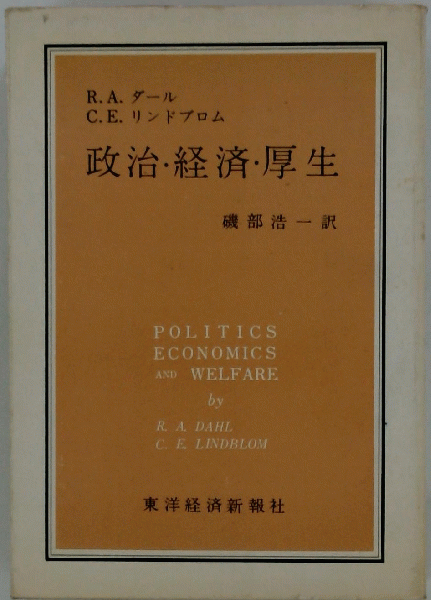 R. A. ダール
C. E. リンドブロム
政治・経済・厚生
磯部浩一訳
POLITICS
ECONOMICS
AND WELFARE
by
R. A. DAHL
C. E. LINDBLOM
東洋経済新報社